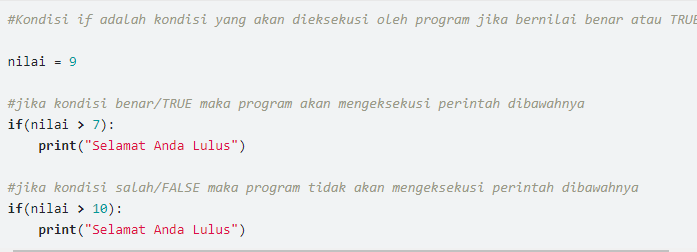 #Kondisi if adalah kondisi yang akan dieksekusi oleh program jika bernilai benar atau TRUE
nilai = 9
#jika kondisi benar/TRUE maka program akan mengeksekusi perintah dibawahnya
if(nilai > 7):
    print("Selamat Anda Lulus")
#jika kondisi salah/FALSE maka program tidak akan mengeksekusi perintah dibawahnya
if(nilai > 10):
    print("Selamat Anda Lulus")